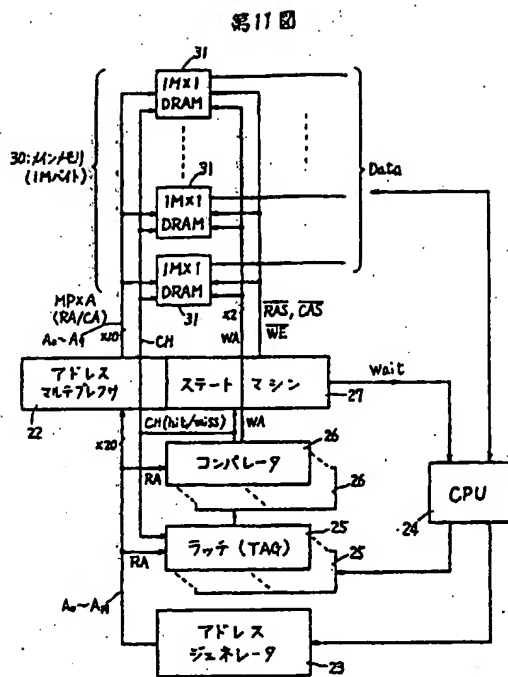 第11図
31
1M×1
DRAM
30:メインメモリ
(1Mバイト)
31
1M×1
DRAM
Data
1M×1
DRAM
31
MPXA
(RA/CA)
A₀~A₉
×10
CH
×2
WA
RAS, CAS
WE
アドレス
マルチプレクサ
ステートマシン
22
27
Wait
×20
CH(hit/miss)
WA
RA
コンパレータ
26
26
CPU
24
RA
ラッチ(TAG)
25
25
A₀~A₁₉
アドレス
ジェネレータ
23